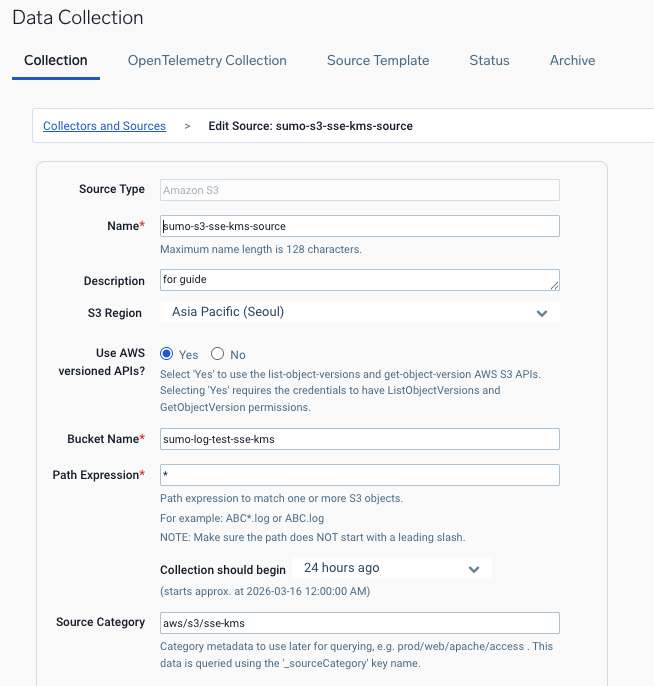 Data Collection
Collection OpenTelemetry Collection Source Template Status Archive
Collectors and Sources > Edit Source: sumo-s3-sse-kms-source
Source Type Amazon S3
Name* sumo-s3-sse-kms-source
Maximum name length is 128 characters.
Description for guide
S3 Region Asia Pacific (Seoul)
Use AWS versioned APIs? Yes No
Select 'Yes' to use the list-object-versions and get-object-version AWS S3 APIs.
Selecting 'Yes' requires the credentials to have ListObjectVersions and
GetObjectVersion permissions.
Bucket Name* sumo-log-test-sse-kms
Path Expression* *
Path expression to match one or more S3 objects.
For example: ABC*.log or ABC.log
NOTE: Make sure the path does NOT start with a leading slash.
Collection should begin 24 hours ago
(starts approx. at 2026-03-16 12:00:00 AM)
Source Category aws/s3/sse-kms
Category metadata to use later for querying, e.g. prod/web/apache/access . This
data is queried using the '_sourceCategory' key name.